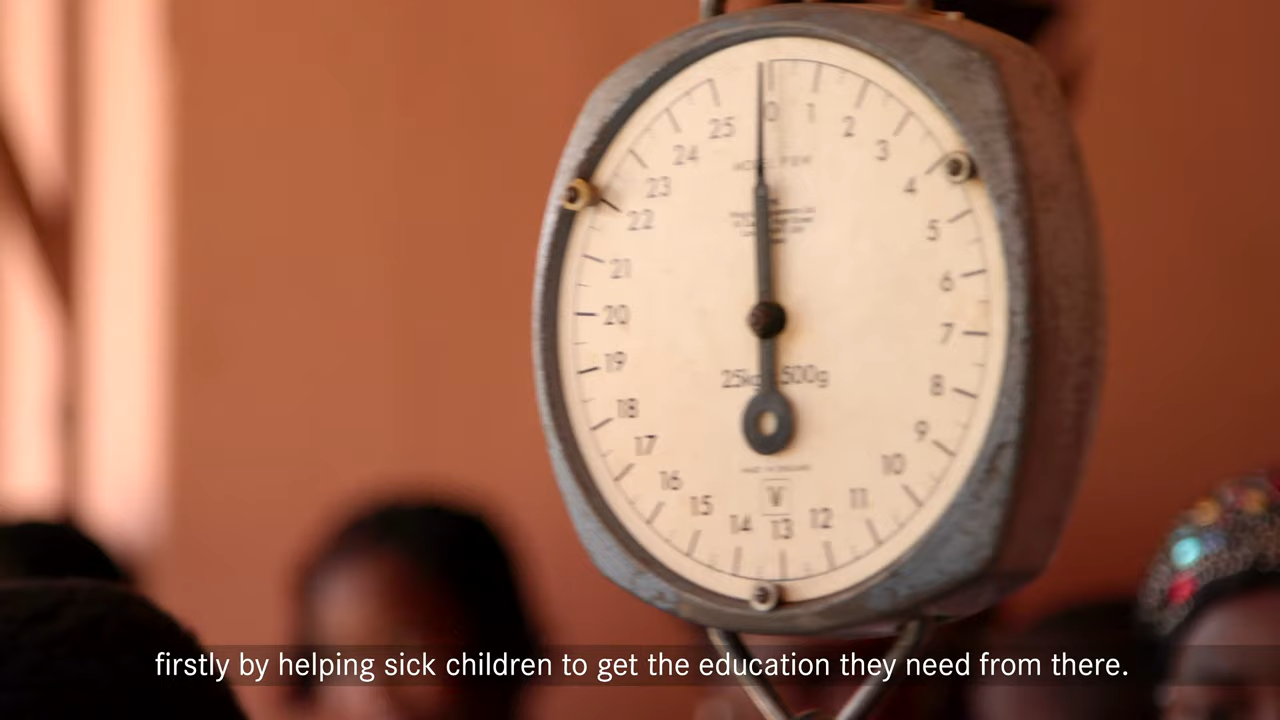 0 1 2 3 4 5 6 7 8 9 10 11 12 13 14 15 16 17 18 19 20 21 22 23 24 25
25kg 500g
V
firstly by helping sick children to get the education they need from there.